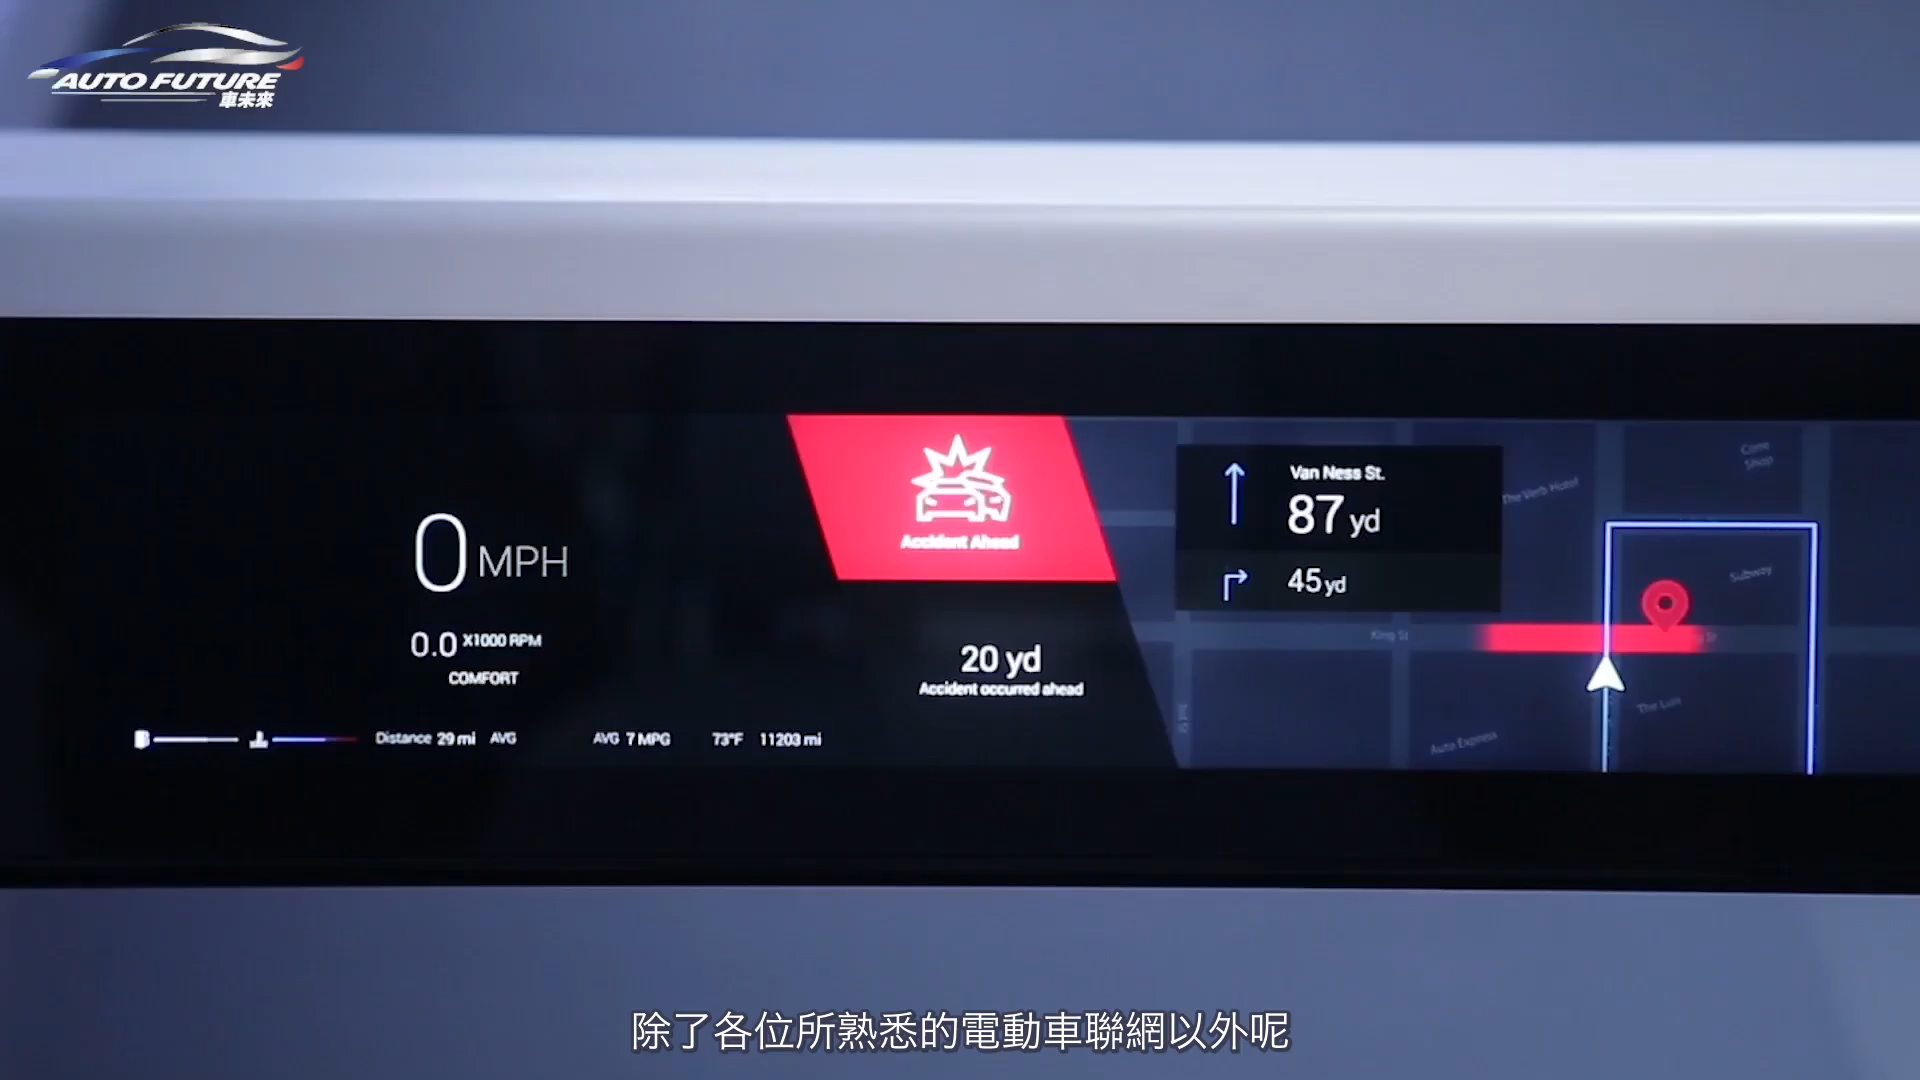 AUTO FUTURE
車未來
Accident Ahead
0 MPH
0.0 X1000 RPM
COMFORT
20 yd
Accident occurred ahead
Distance 29 mi AVG AVG 7 MPG 73°F 11203 mi
Van Ness St.
87 yd
45 yd
Come
Shop
The Verb Hotel
Subway
King St
The Lun
Auto Express
除了各位所熟悉的電動車聯網以外呢